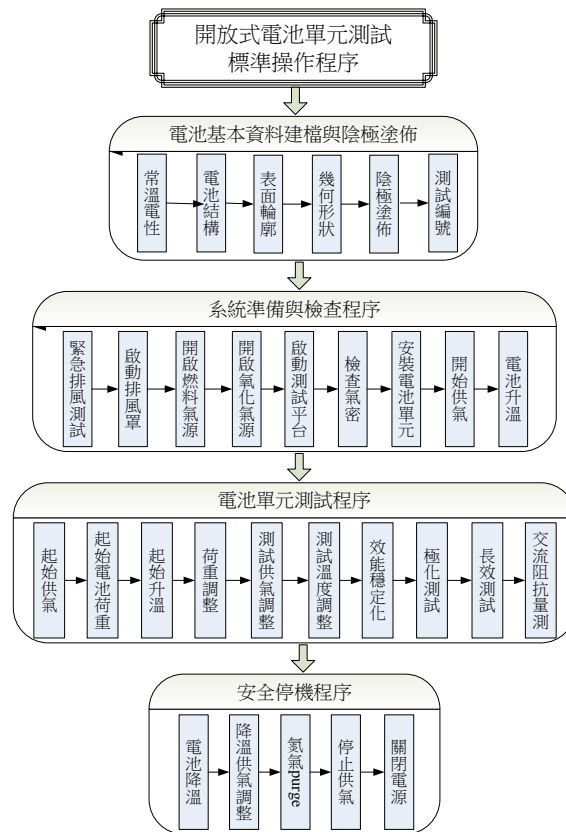 開放式電池單元測試
標準操作程序
電池基本資料建檔與陰極塗佈
常溫電性
電池結構
表面輪廓
幾何形狀
陰極塗佈
測試編號
系統準備與檢查程序
緊急排風測試
啟動排風罩
開啟燃料氣源
開啟氧化氣源
啟動測試平台
檢查氣密
安裝電池單元
開始供氣
電池升溫
電池單元測試程序
起始供氣
起始電池荷重
起始升溫
荷重調整
測試供氣調整
測試溫度調整
效能穩定化
極化測試
長效測試
交流阻抗量測
安全停機程序
電池降溫
降溫供氣調整
氮氣purge
停止供氣
關閉電源